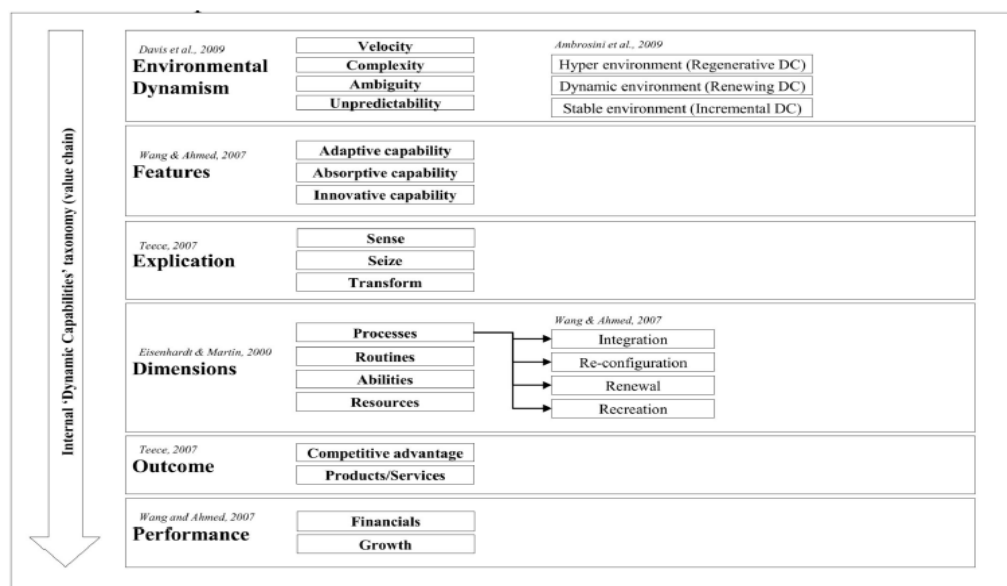 Internal 'Dynamic Capabilities' taxonomy (value chain)
Davis et al., 2009
Environmental
Dynamism
Velocity
Complexity
Ambiguity
Unpredictability
Ambrosini et al., 2009
Hyper environment (Regenerative DC)
Dynamic environment (Renewing DC)
Stable environment (Incremental DC)
Wang & Ahmed, 2007
Features
Adaptive capability
Absorptive capability
Innovative capability
Teece, 2007
Explication
Sense
Seize
Transform
Eisenhardt & Martin, 2000
Dimensions
Processes
Routines
Abilities
Resources
Wang & Ahmed, 2007
Integration
Re-configuration
Renewal
Recreation
Teece, 2007
Outcome
Competitive advantage
Products/Services
Wang and Ahmed, 2007
Performance
Financials
Growth